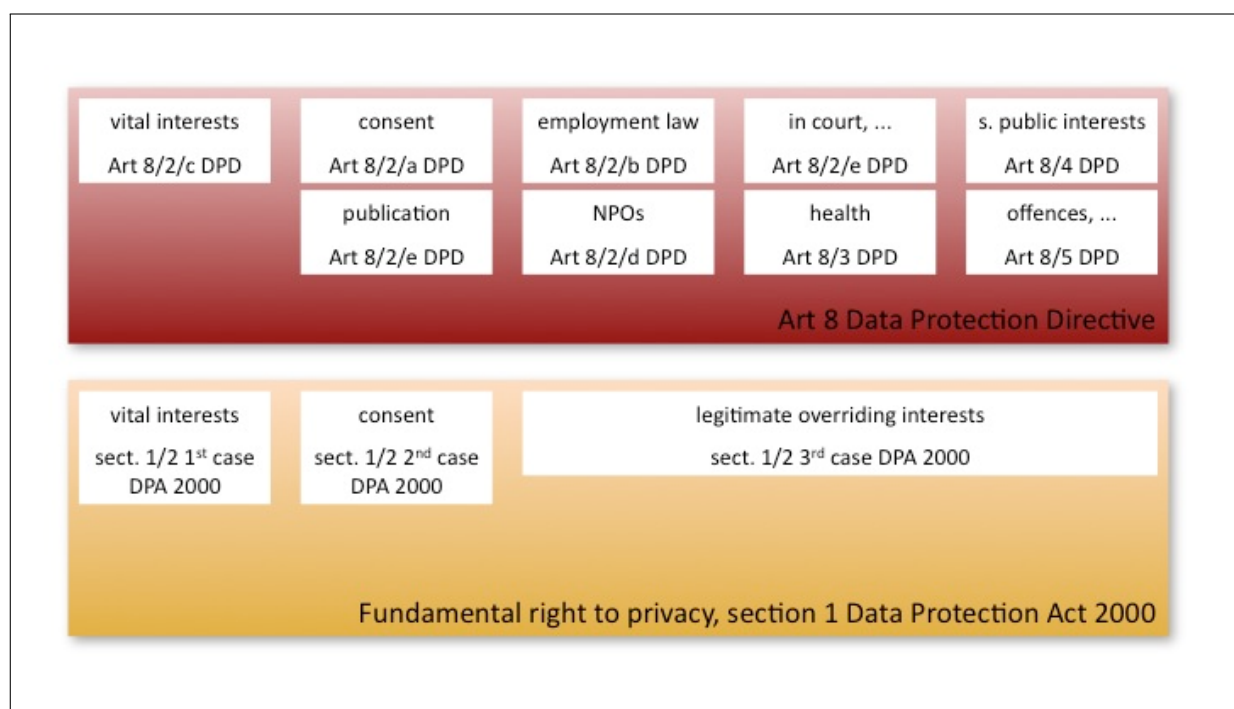 vital interests
Art 8/2/c DPD
consent
Art 8/2/a DPD
employment law
Art 8/2/b DPD
in court, ...
Art 8/2/e DPD
s. public interests
Art 8/4 DPD
publication
Art 8/2/e DPD
NPOs
Art 8/2/d DPD
health
Art 8/3 DPD
offences, ...
Art 8/5 DPD
Art 8 Data Protection Directive
vital interests
sect. 1/2 1st case
DPA 2000
consent
sect. 1/2 2nd case
DPA 2000
legitimate overriding interests
sect. 1/2 3rd case DPA 2000
Fundamental right to privacy, section 1 Data Protection Act 2000